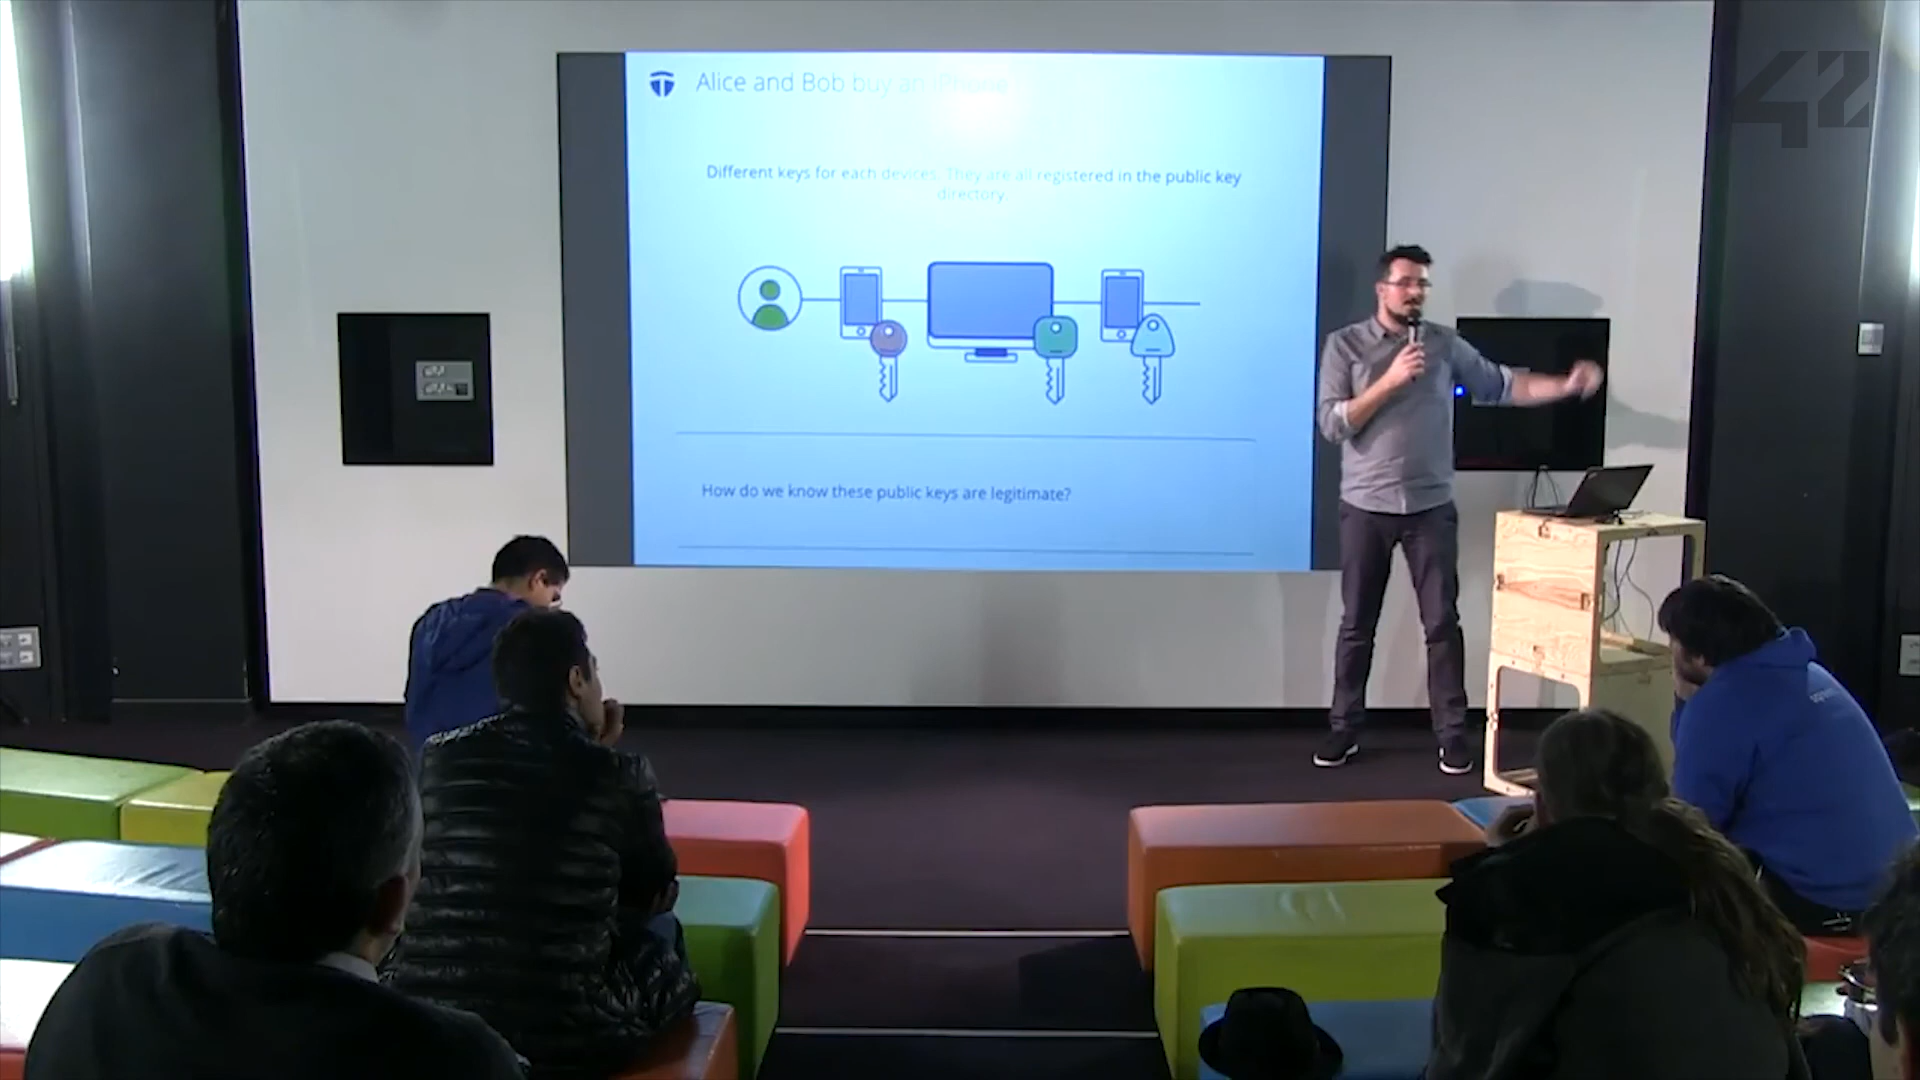 42
Alice and Bob buy an iPhone
Different keys for each devices. They are all registered in the public key
directory.
How do we know these public keys are legitimate?